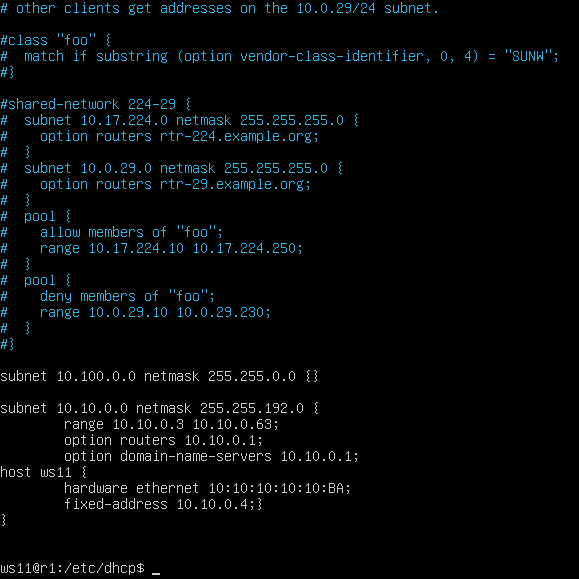 # other clients get addresses on the 10.0.29/24 subnet.

#class "foo" {
#  match if substring (option vendor-class-identifier, 0, 4) = "SUNW";
#}

#shared-network 224-29 {
#  subnet 10.17.224.0 netmask 255.255.255.0 {
#    option routers rtr-224.example.org;
#  }
#  subnet 10.0.29.0 netmask 255.255.255.0 {
#    option routers rtr-29.example.org;
#  }
#  pool {
#    allow members of "foo";
#    range 10.17.224.10 10.17.224.250;
#  }
#  pool {
#    deny members of "foo";
#    range 10.0.29.10 10.0.29.230;
#  }
#}

subnet 10.100.0.0 netmask 255.255.0.0 {}

subnet 10.10.0.0 netmask 255.255.192.0 {
        range 10.10.0.3 10.10.0.63;
        option routers 10.10.0.1;
        option domain-name-servers 10.10.0.1;
host ws11 {
        hardware ethernet 10:10:10:10:10:BA;
        fixed-address 10.10.0.4;}
}

ws11@r1:/etc/dhcp$ _